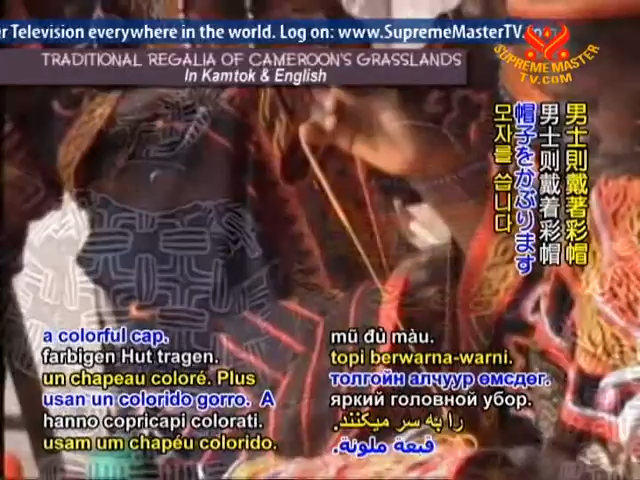 r Television everywhere in the world. Log on: www.SupremeMasterTV.com
TRADITIONAL REGALIA OF CAMEROON'S GRASSLANDS
In Kamtok & English
SUPREME MASTER
TV.COM
男士則戴著彩帽
男士则戴着彩帽
帽子をかぶります
모자를 씁니다
a colorful cap.
farbigen Hut tragen.
un chapeau coloré. Plus
usan un colorido gorro. A
hanno copricapi colorati.
usam um chapéu colorido.
mũ đủ màu.
topi berwarna-warni.
толгойн алчуур өмсдөг.
яркий головной убор.
را به سر میکنند.
قبعة ملونة.